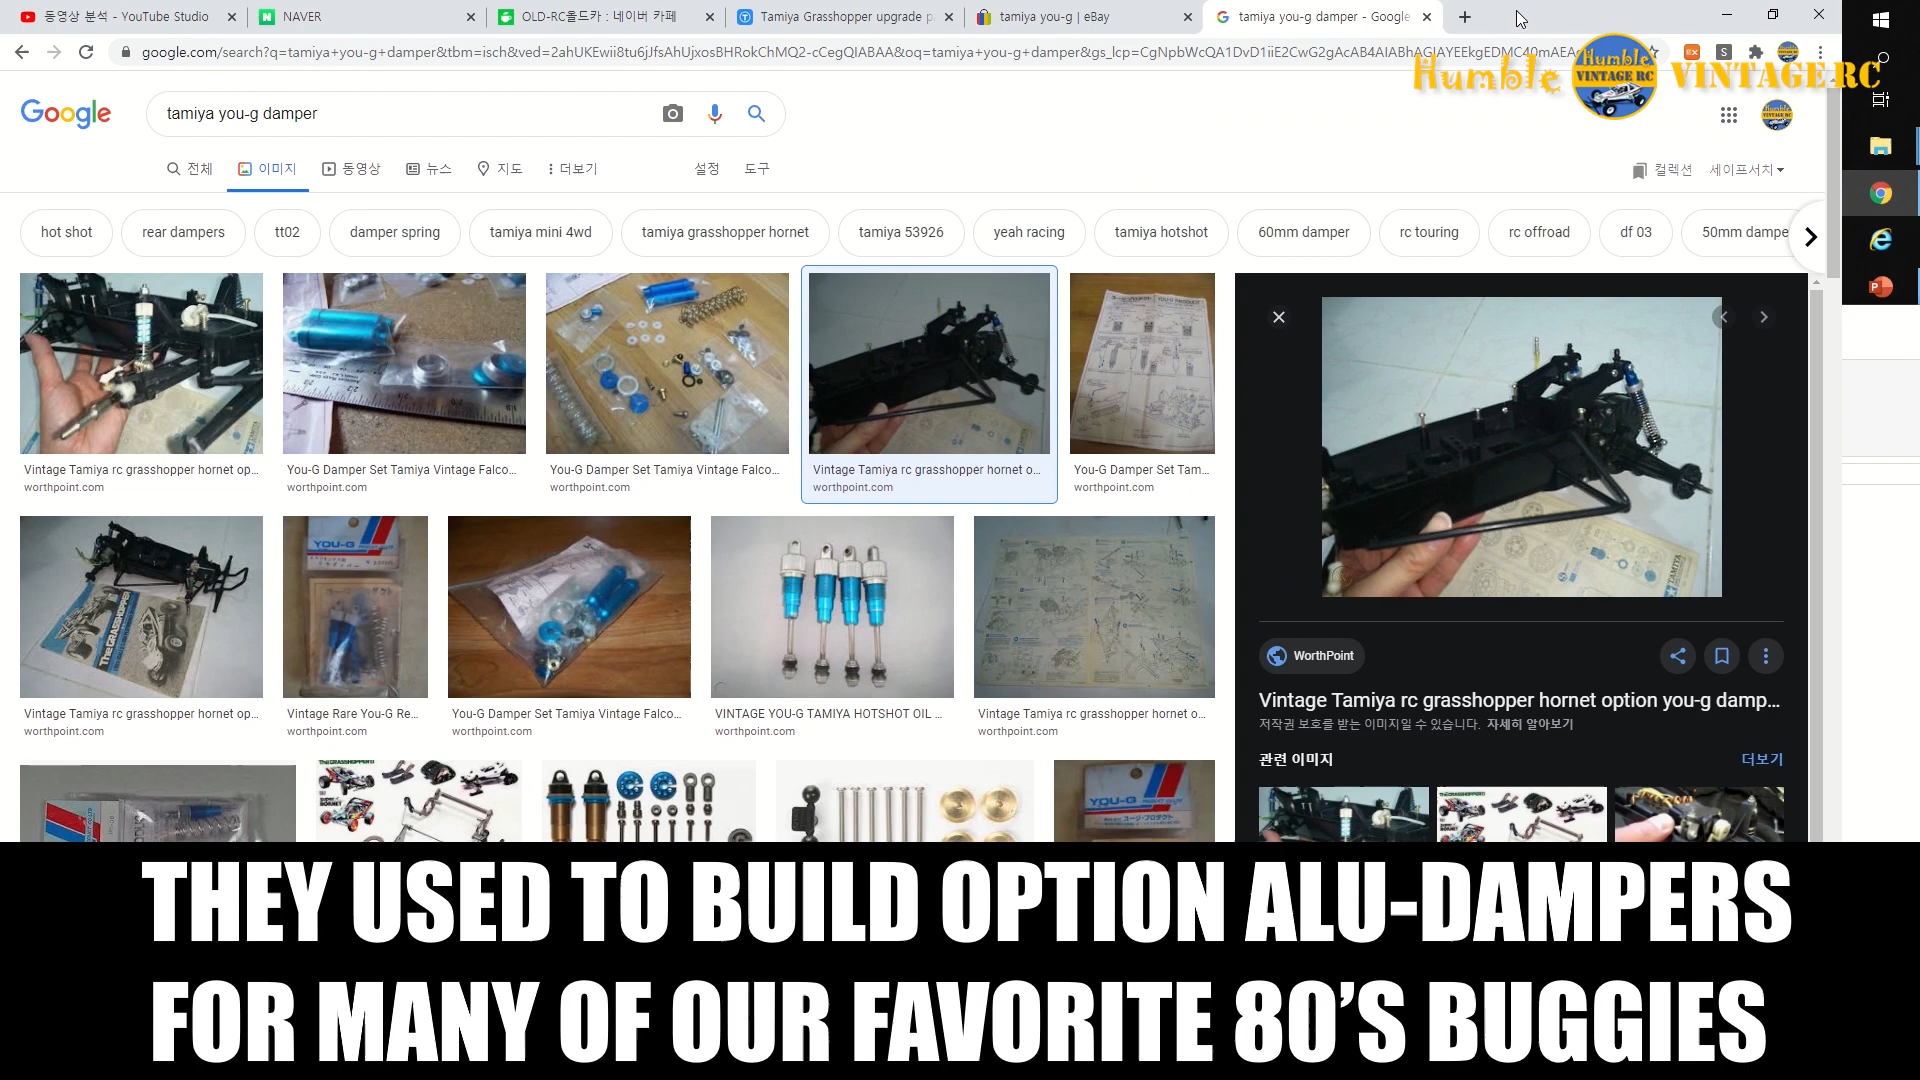 동영상 분석 - YouTube Studio
NAVER
OLD-RC올드카 : 네이버 카페
Tamiya Grasshopper upgrade p
tamiya you-g | eBay
tamiya you-g damper - Google
google.com/search?q=tamiya+you-g+damper&tbm=isch&ved=2ahUKEwii8tu6jJfsAhUjxosBHRokChMQ2-cCegQIABAA&oq=tamiya+you-g+damper&gs_lcp=CgNpbWcQA1DvD1iiE2CwG2gAcAB4AIABhAGIAYEEkgEDMC40mAEA
Humble VINTAGE RC
Humble
VINTAGE RC
Google
tamiya you-g damper
전체 이미지 동영상 뉴스 지도 더보기 설정 도구
컬렉션 세이프서치
hot shot
rear dampers
tt02
damper spring
tamiya mini 4wd
tamiya grasshopper hornet
tamiya 53926
yeah racing
tamiya hotshot
60mm damper
rc touring
rc offroad
df 03
50mm dampe
Vintage Tamiya rc grasshopper hornet op...
worthpoint.com
You-G Damper Set Tamiya Vintage Falco...
worthpoint.com
You-G Damper Set Tamiya Vintage Falco...
worthpoint.com
Vintage Tamiya rc grasshopper hornet o...
worthpoint.com
You-G Damper Set Tam...
worthpoint.com
Vintage Tamiya rc grasshopper hornet op...
worthpoint.com
Vintage Rare You-G Re...
worthpoint.com
You-G Damper Set Tamiya Vintage Falco...
worthpoint.com
VINTAGE YOU-G TAMIYA HOTSHOT OIL ...
worthpoint.com
Vintage Tamiya rc grasshopper hornet o...
worthpoint.com
YOU-G
YOU-G
WorthPoint
Vintage Tamiya rc grasshopper hornet option you-g damp...
저작권 보호를 받는 이미지일 수 있습니다. 자세히 알아보기
관련 이미지
더보기
THEY USED TO BUILD OPTION ALU-DAMPERS
FOR MANY OF OUR FAVORITE 80'S BUGGIES